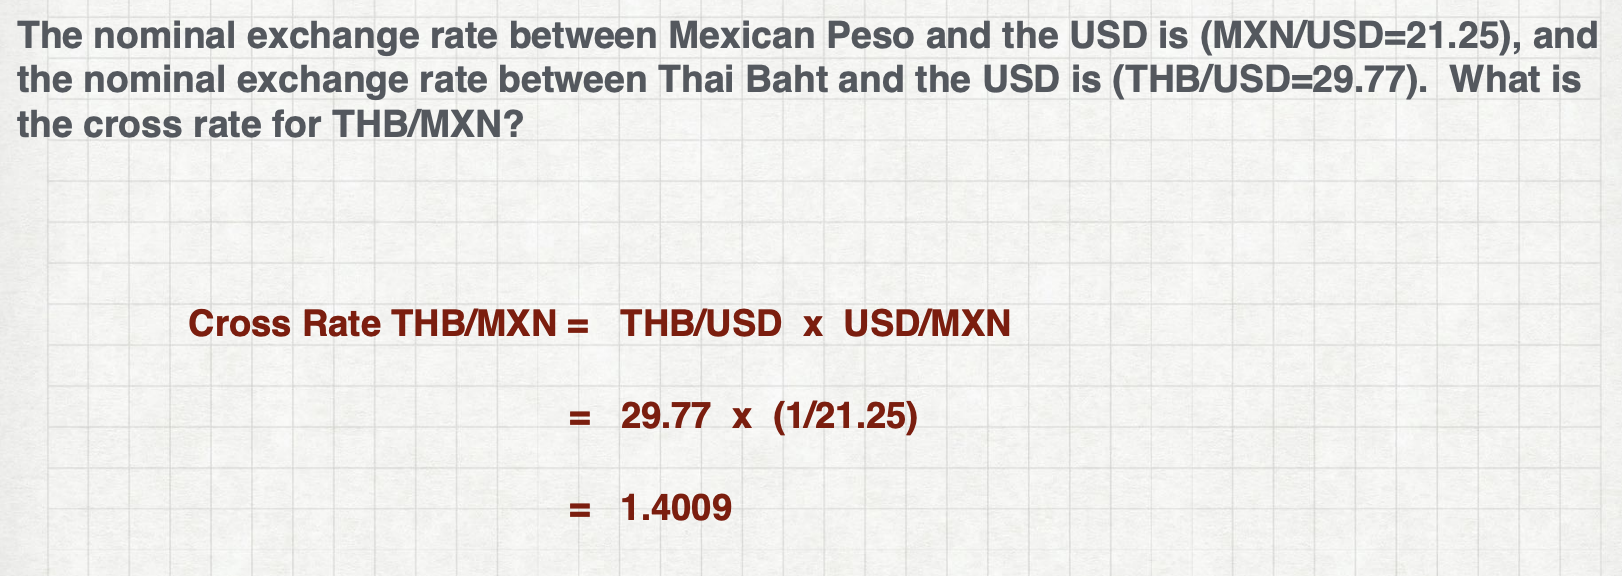 The nominal exchange rate between Mexican Peso and the USD is (MXN/USD=21.25), and
the nominal exchange rate between Thai Baht and the USD is (THB/USD=29.77).  What is
the cross rate for THB/MXN?
Cross Rate THB/MXN =  THB/USD  x  USD/MXN
=  29.77  x  (1/21.25)
=  1.4009